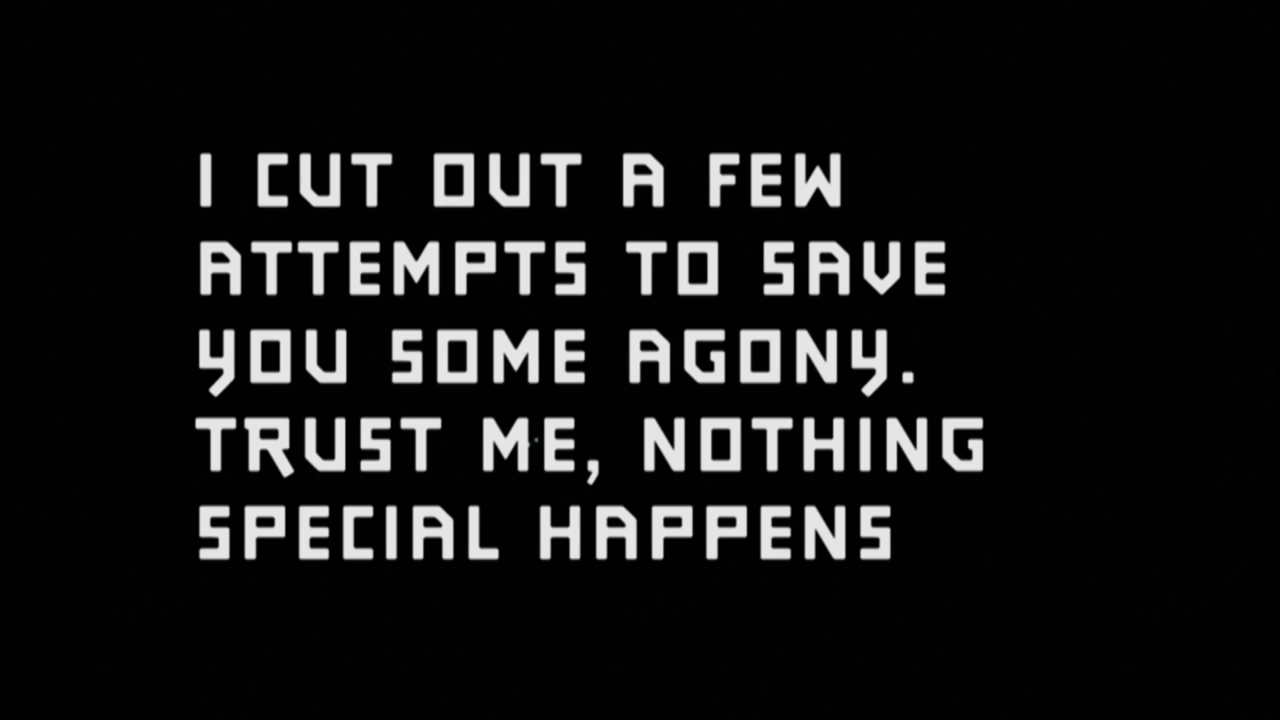 I CUT OUT A FEW
ATTEMPTS TO SAVE
YOU SOME AGONY.
TRUST ME, NOTHING
SPECIAL HAPPENS